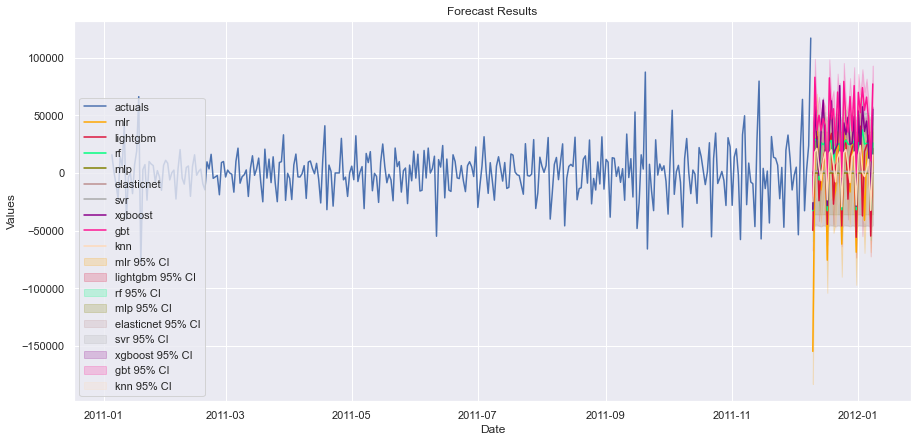 Forecast Results
Values
100000
50000
0
−50000
−100000
−150000
actuals
mlr
lightgbm
rf
mlp
elasticnet
svr
xgboost
gbt
knn
mlr 95% CI
lightgbm 95% CI
rf 95% CI
mlp 95% CI
elasticnet 95% CI
svr 95% CI
xgboost 95% CI
gbt 95% CI
knn 95% CI
2011-01
2011-03
2011-05
2011-07
2011-09
2011-11
2012-01
Date